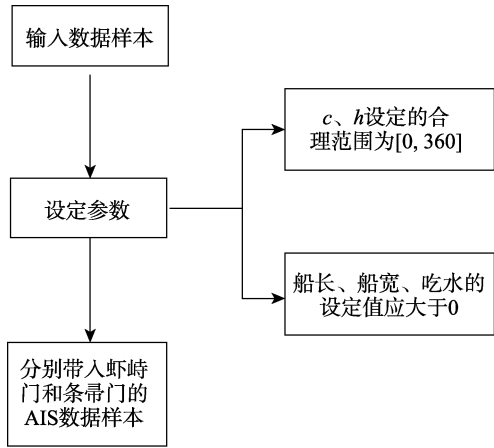 输入数据样本
c、h设定的合
理范围为[0, 360]
设定参数
船长、船宽、吃水的
设定值应大于0
分别带入虾峙
门和条帚门的
AIS数据样本